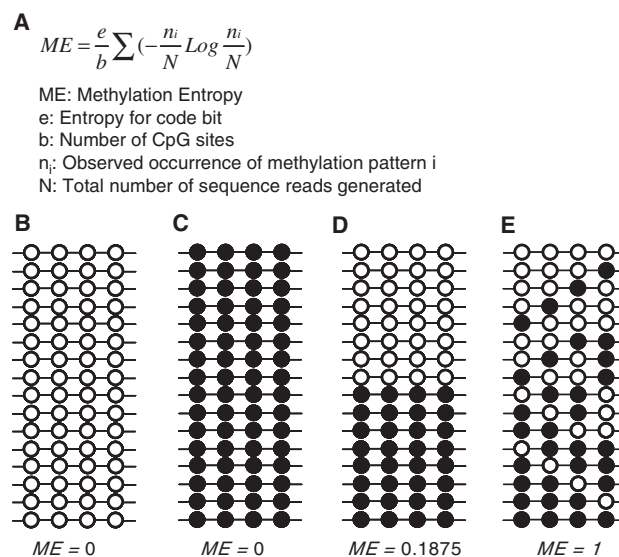 A
ME = e/b ∑ (- nᵢ/N Log nᵢ/N)
ME: Methylation Entropy
e: Entropy for code bit
b: Number of CpG sites
nᵢ: Observed occurrence of methylation pattern i
N: Total number of sequence reads generated
B C D E
ME = 0 ME = 0 ME = 0.1875 ME = 1